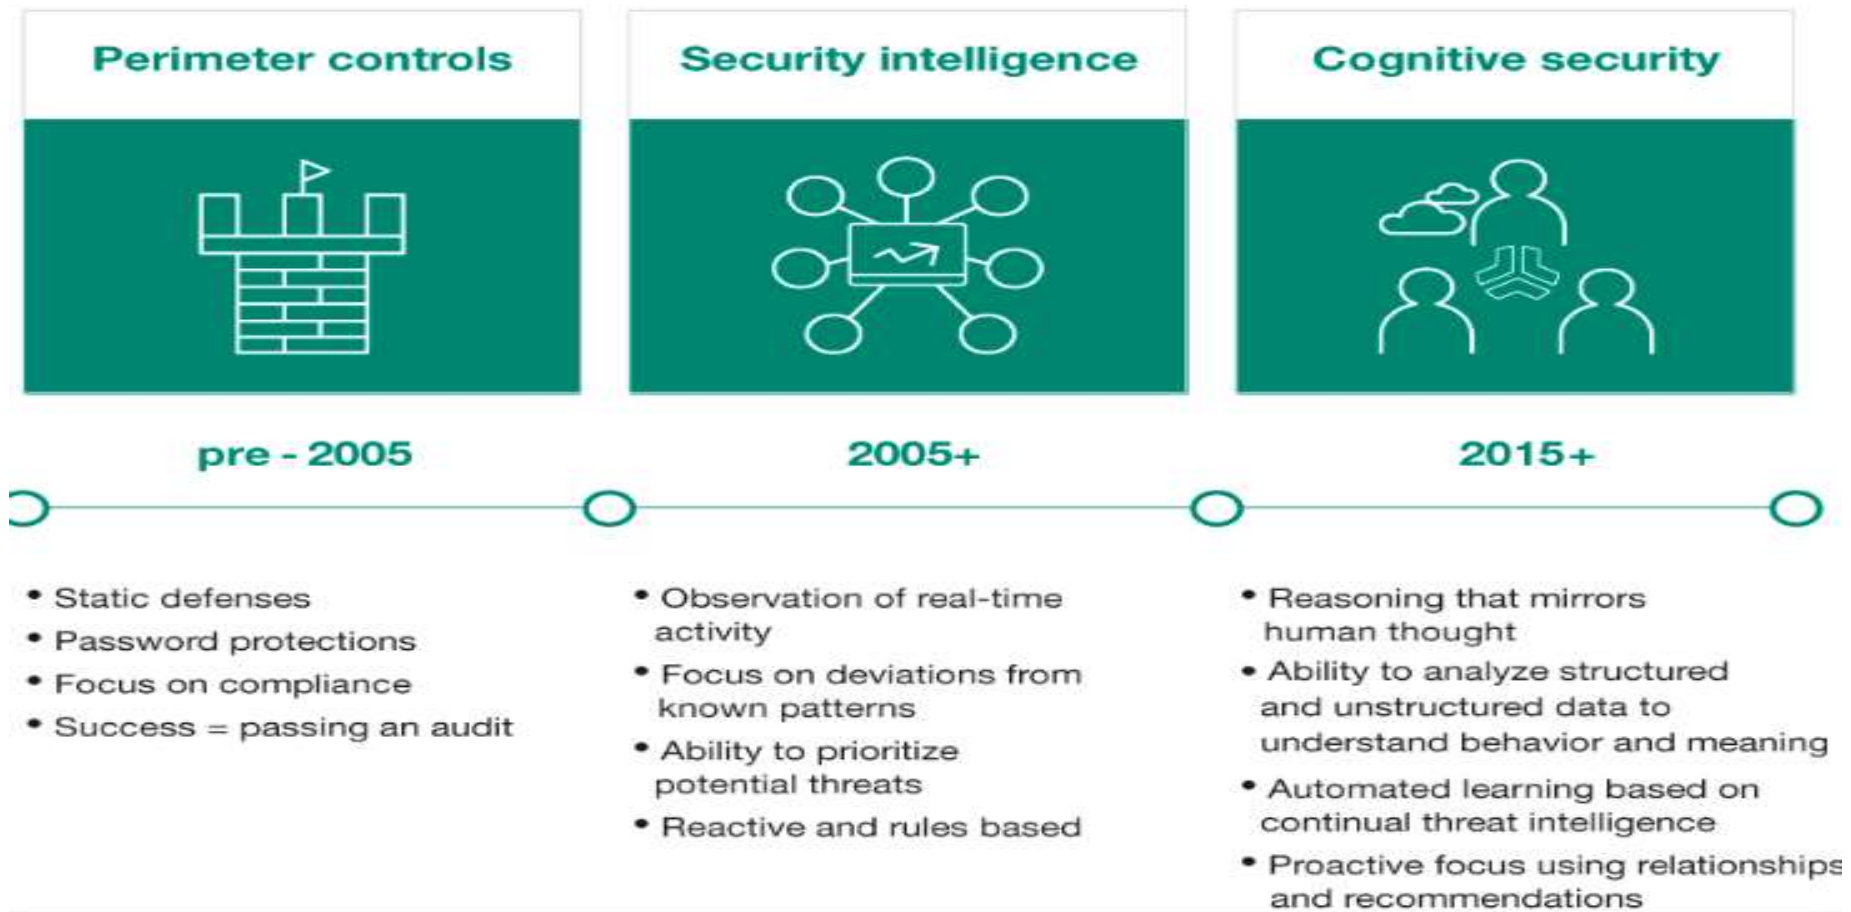 Perimeter controls
Security intelligence
Cognitive security
pre - 2005
2005+
2015+
• Static defenses
• Password protections
• Focus on compliance
• Success = passing an audit
• Observation of real-time
activity
• Focus on deviations from
known patterns
• Ability to prioritize
potential threats
• Reactive and rules based
• Reasoning that mirrors
human thought
• Ability to analyze structured
and unstructured data to
understand behavior and meaning
• Automated learning based on
continual threat intelligence
• Proactive focus using relationships
and recommendations